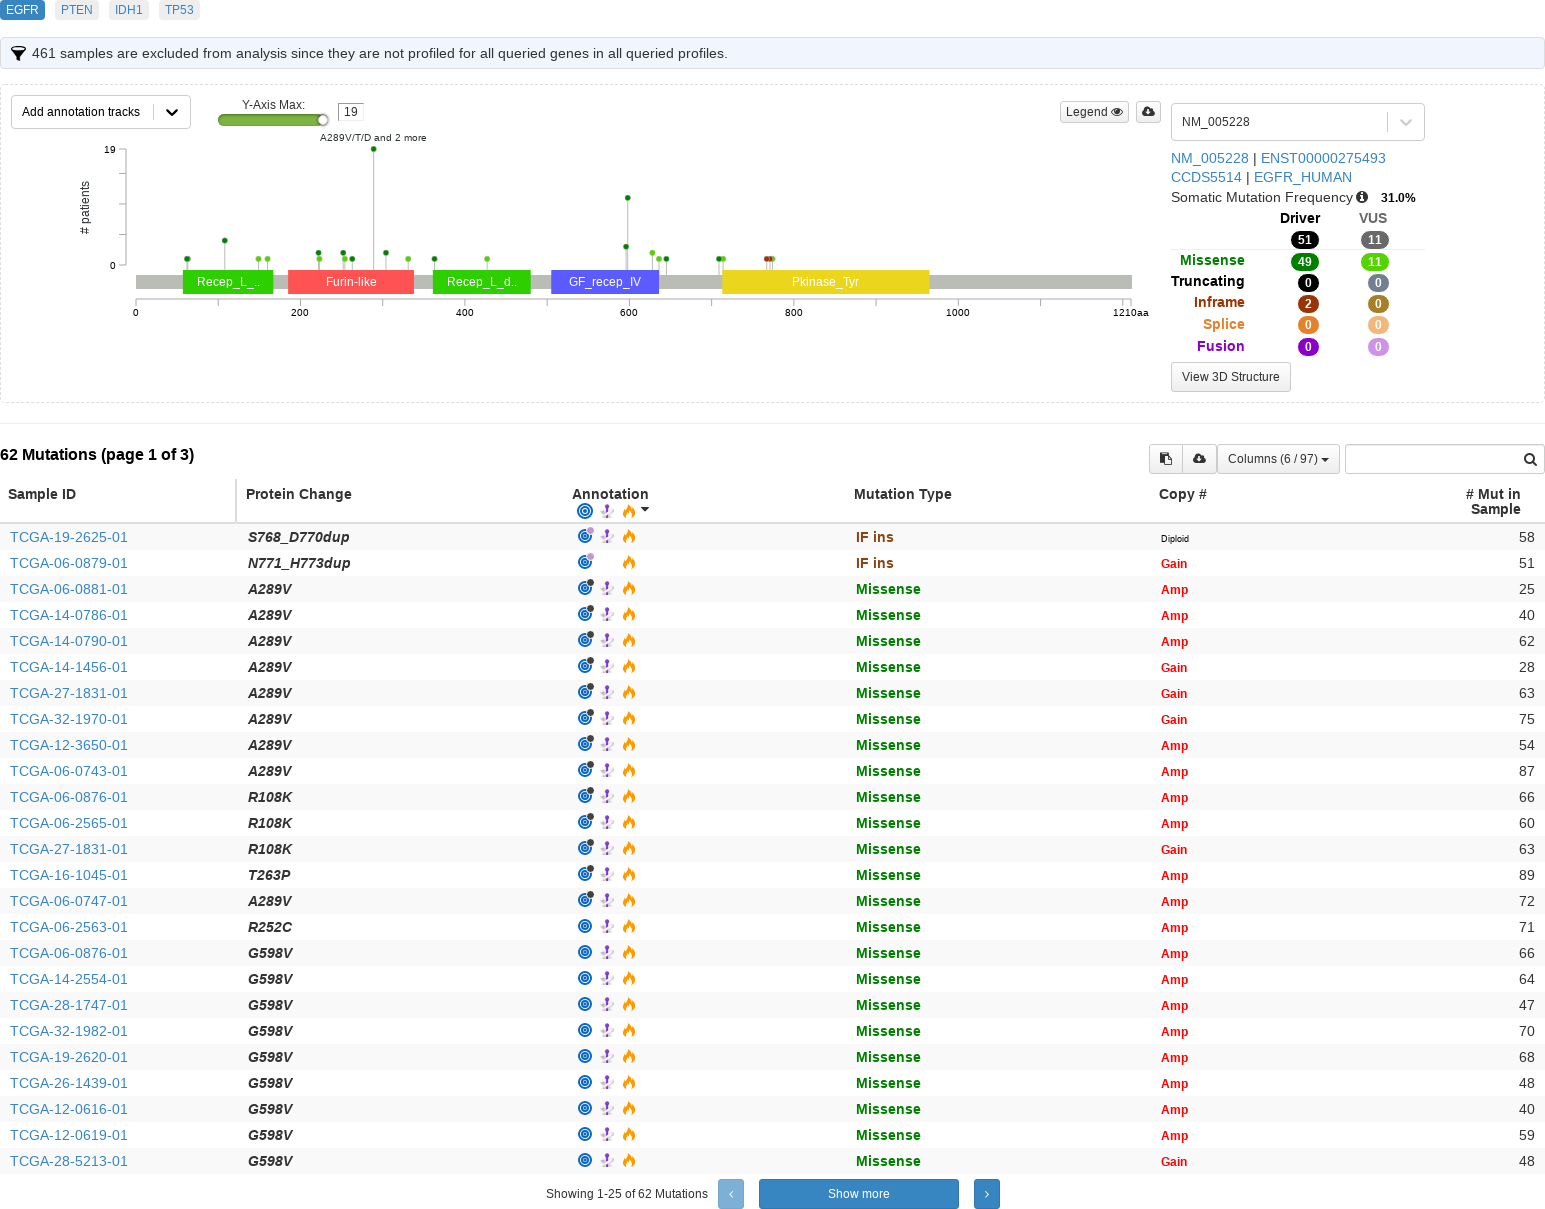 EGFR PTEN IDH1 TP53
461 samples are excluded from analysis since they are not profiled for all queried genes in all queried profiles.
Add annotation tracks
Y-Axis Max: 19
Legend
NM_005228
A289V/T/D and 2 more
19
# patients
0
Recep_L_.. Furin-like Recep_L_d.. GF_recep_IV Pkinase_Tyr
0 200 400 600 800 1000 1210aa
NM_005228 | ENST00000275493
CCDS5514 | EGFR_HUMAN
Somatic Mutation Frequency 31.0%
Driver VUS
51 11
Missense 49 11
Truncating 0 0
Inframe 2 0
Splice 0 0
Fusion 0 0
View 3D Structure
62 Mutations (page 1 of 3)
Columns (6 / 97)
Sample ID Protein Change Annotation Mutation Type Copy # # Mut in Sample
TCGA-19-2625-01 S768_D770dup IF ins Diploid 58
TCGA-06-0879-01 N771_H773dup IF ins Gain 51
TCGA-06-0881-01 A289V Missense Amp 25
TCGA-14-0786-01 A289V Missense Amp 40
TCGA-14-0790-01 A289V Missense Amp 62
TCGA-14-1456-01 A289V Missense Gain 28
TCGA-27-1831-01 A289V Missense Gain 63
TCGA-32-1970-01 A289V Missense Gain 75
TCGA-12-3650-01 A289V Missense Amp 54
TCGA-06-0743-01 A289V Missense Amp 87
TCGA-06-0876-01 R108K Missense Amp 66
TCGA-06-2565-01 R108K Missense Amp 60
TCGA-27-1831-01 R108K Missense Gain 63
TCGA-16-1045-01 T263P Missense Amp 89
TCGA-06-0747-01 A289V Missense Amp 72
TCGA-06-2563-01 R252C Missense Amp 71
TCGA-06-0876-01 G598V Missense Amp 66
TCGA-14-2554-01 G598V Missense Amp 64
TCGA-28-1747-01 G598V Missense Amp 47
TCGA-32-1982-01 G598V Missense Amp 70
TCGA-19-2620-01 G598V Missense Amp 68
TCGA-26-1439-01 G598V Missense Amp 48
TCGA-12-0616-01 G598V Missense Amp 40
TCGA-12-0619-01 G598V Missense Amp 59
TCGA-28-5213-01 G598V Missense Gain 48
Showing 1-25 of 62 Mutations ‹ Show more ›